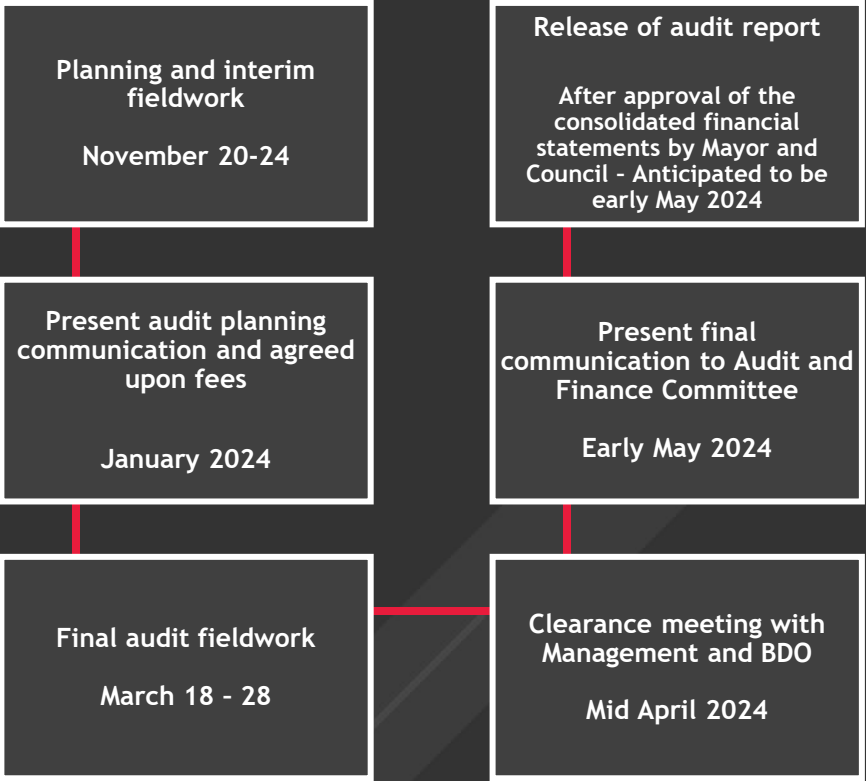 Planning and interim
fieldwork
November 20-24
Present audit planning
communication and agreed
upon fees
January 2024
Final audit fieldwork
March 18 – 28
Clearance meeting with
Management and BDO
Mid April 2024
Present final
communication to Audit and
Finance Committee
Early May 2024
Release of audit report
After approval of the
consolidated financial
statements by Mayor and
Council – Anticipated to be
early May 2024